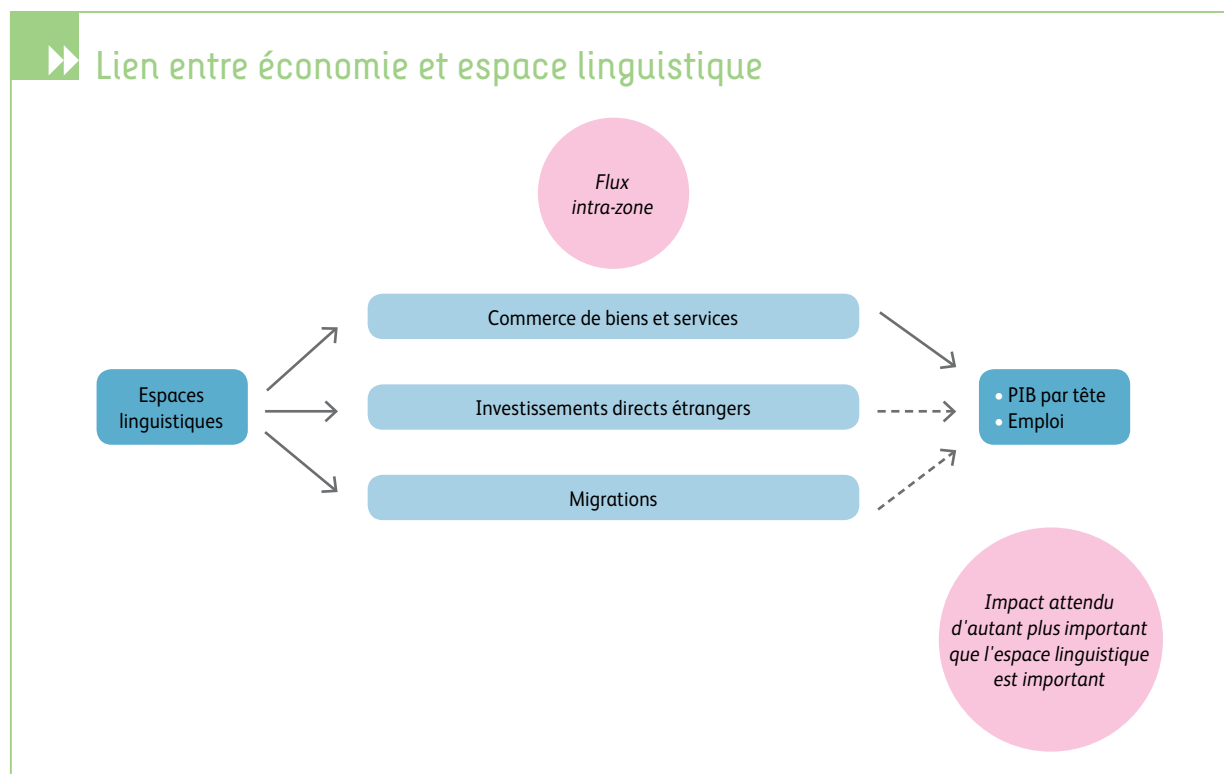 Lien entre économie et espace linguistique
Flux
intra-zone
Commerce de biens et services
Espaces
linguistiques
Investissements directs étrangers
• PIB par tête
• Emploi
Migrations
Impact attendu
d'autant plus important
que l'espace linguistique
est important